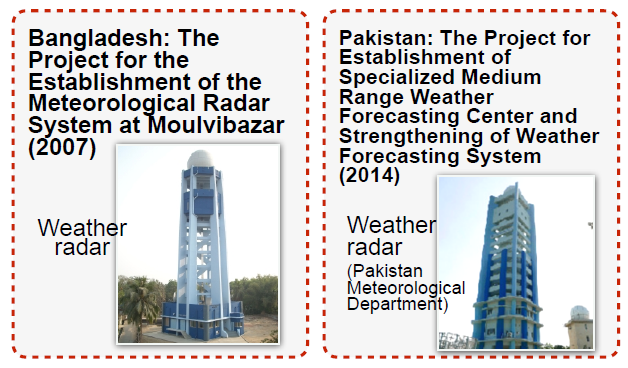 Bangladesh: The
Project for the
Establishment of the
Meteorological Radar
System at Moulvibazar
(2007)
Weather
radar
Pakistan: The Project for
Establishment of
Specialized Medium
Range Weather
Forecasting Center and
Strengthening of Weather
Forecasting System
(2014)
Weather
radar
(Pakistan
Meteorological
Department)